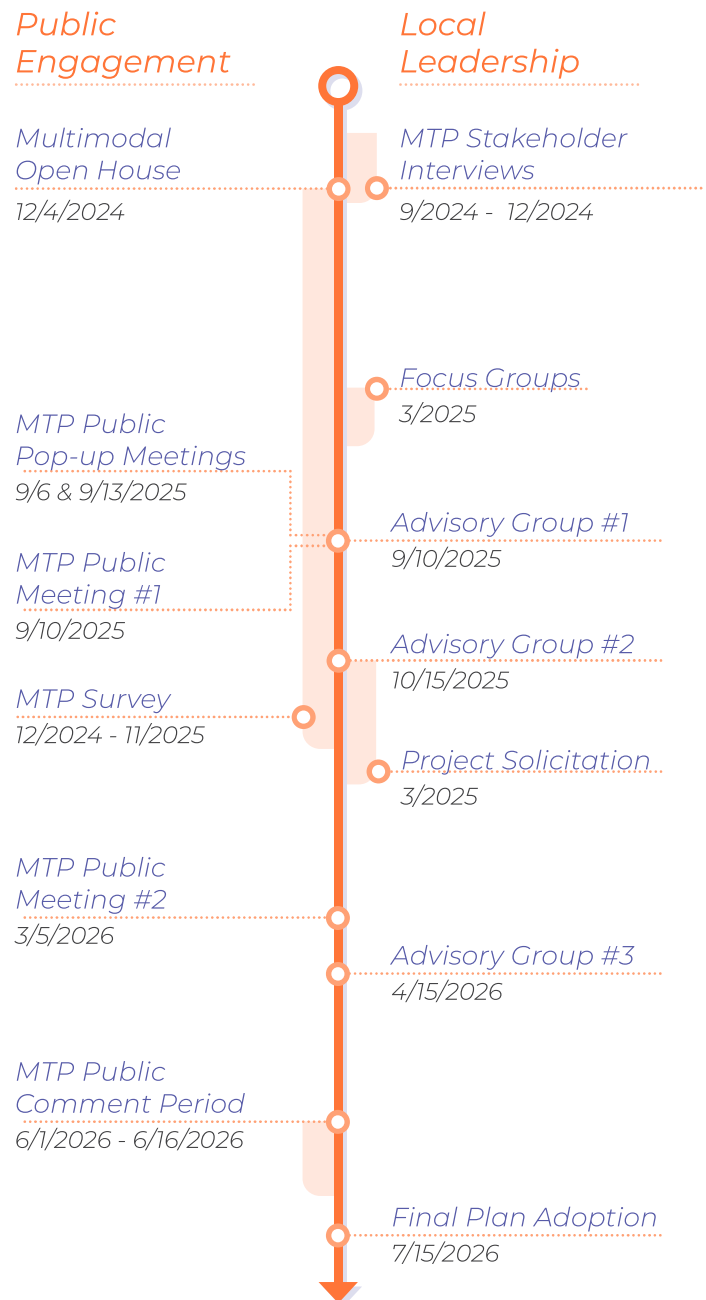 Public
Engagement
Local
Leadership
Multimodal
Open House
12/4/2024
MTP Stakeholder
Interviews
9/2024 -  12/2024
Focus Groups
3/2025
MTP Public
Pop-up Meetings
9/6 & 9/13/2025
Advisory Group #1
9/10/2025
MTP Public
Meeting #1
9/10/2025
Advisory Group #2
10/15/2025
MTP Survey
12/2024 - 11/2025
Project Solicitation
3/2025
MTP Public
Meeting #2
3/5/2026
Advisory Group #3
4/15/2026
MTP Public
Comment Period
6/1/2026 - 6/16/2026
Final Plan Adoption
7/15/2026